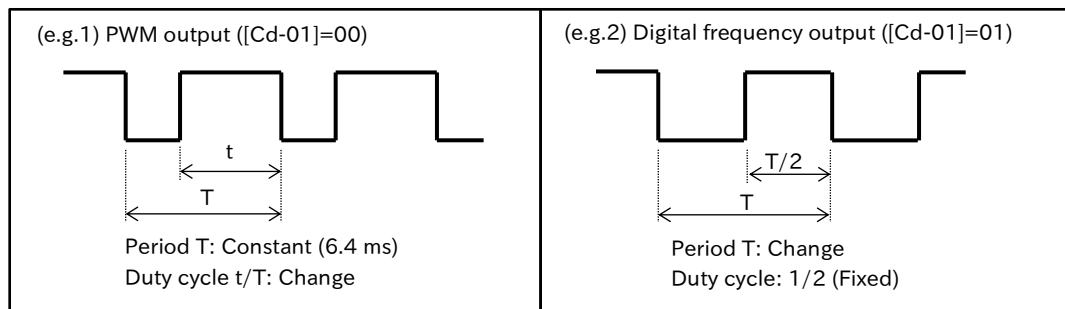 (e.g.1) PWM output ([Cd-01]=00)
t
T
Period T: Constant (6.4 ms)
Duty cycle t/T: Change
(e.g.2) Digital frequency output ([Cd-01]=01)
T/2
T
Period T: Change
Duty cycle: 1/2 (Fixed)